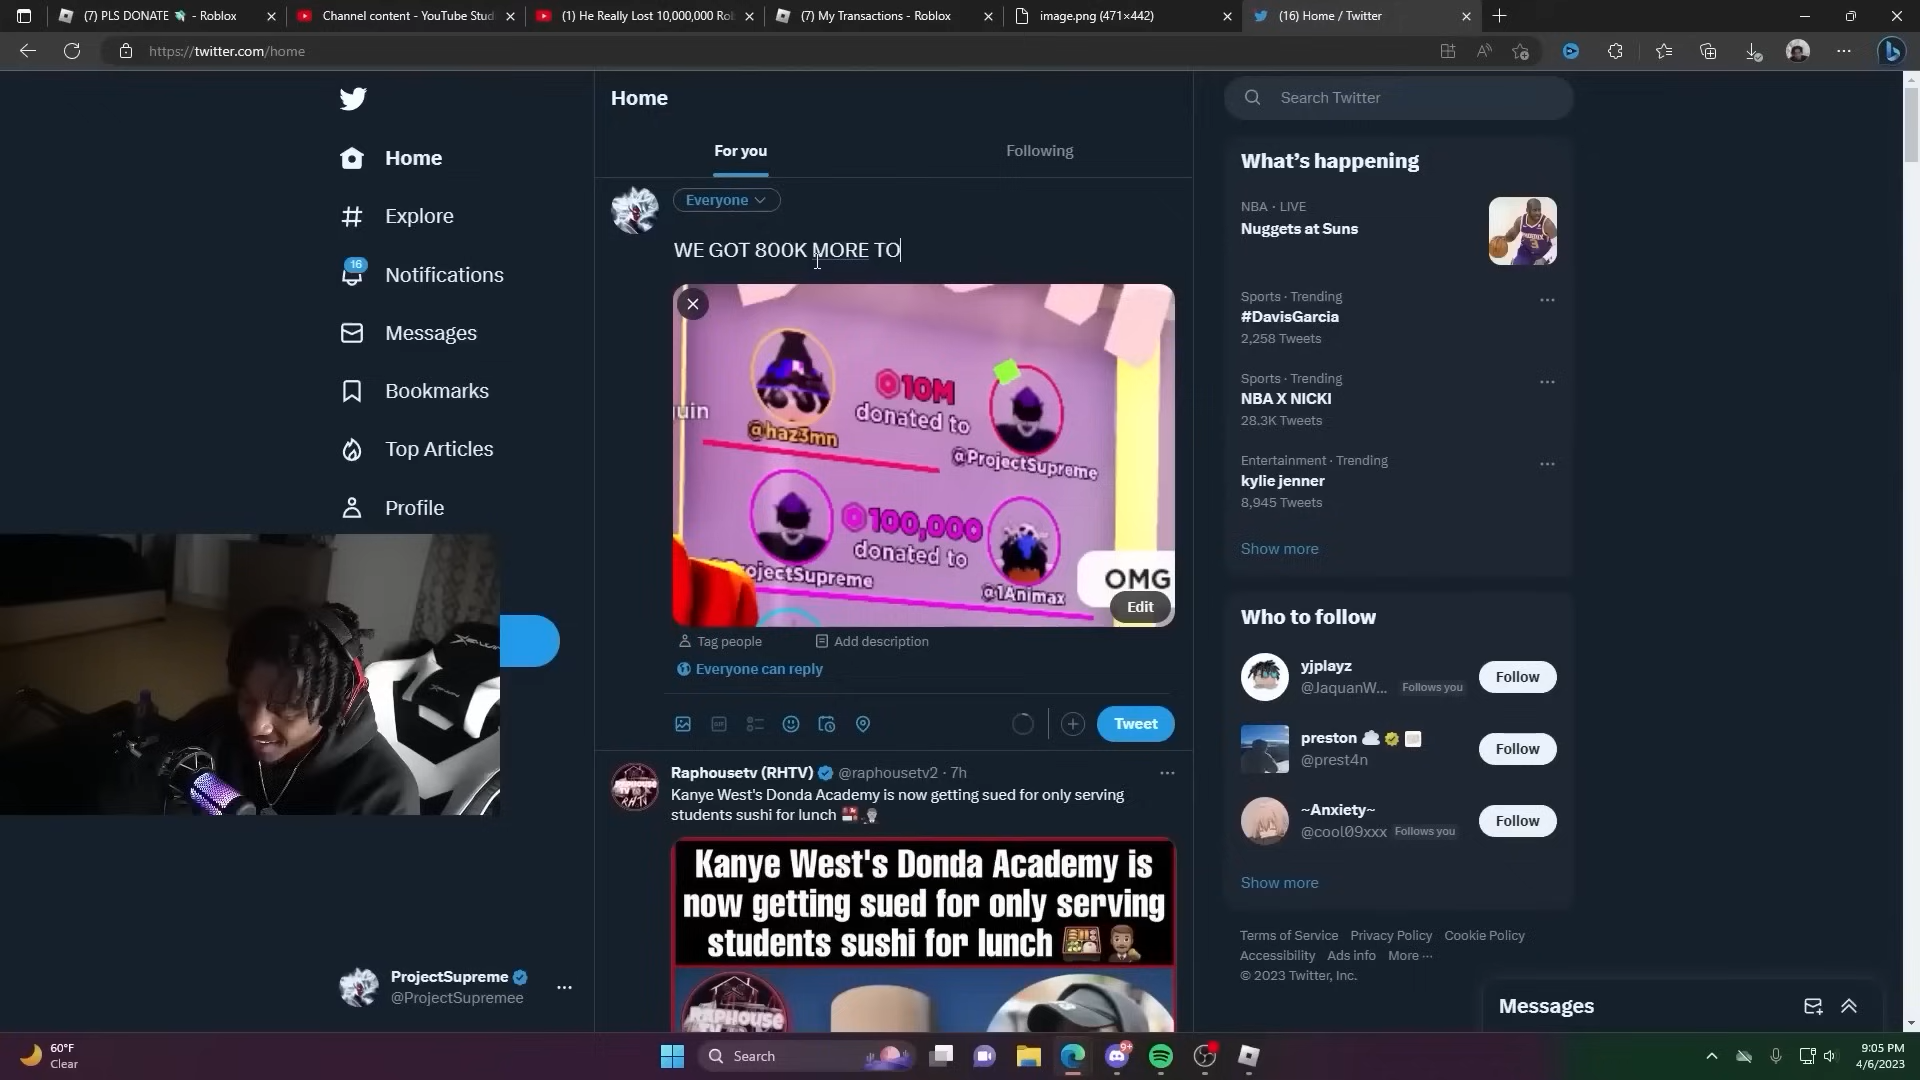 (7) PLS DONATE - Roblox
Channel content - YouTube Stud
(1) He Really Lost 10,000,000 Ro
(7) My Transactions - Roblox
image.png (471×442)
(16) Home / Twitter
https://twitter.com/home
Home
For you
Following
Search Twitter
Home
Explore
16
Notifications
Messages
Bookmarks
Top Articles
Profile
ProjectSupreme
@ProjectSupremee
Everyone
WE GOT 800K MORE TO
uin
@haz3mn
10M
donated to
@ProjectSupreme
100,000
donated to
ojectSupreme
@1Animax
OMG
Edit
Tag people
Add description
Everyone can reply
GIF
Tweet
Raphousetv (RHTV) @raphousetv2 · 7h
Kanye West's Donda Academy is now getting sued for only serving
students sushi for lunch
Kanye West's Donda Academy is
now getting sued for only serving
students sushi for lunch
RAPHOUSE
What's happening
NBA · LIVE
Nuggets at Suns
Sports · Trending
#DavisGarcia
2,258 Tweets
Sports · Trending
NBA X NICKI
28.3K Tweets
Entertainment · Trending
kylie jenner
8,945 Tweets
Show more
Who to follow
yjplayz
@JaquanW... Follows you
Follow
preston
@prest4n
Follow
~Anxiety~
@cool09xxx Follows you
Follow
Show more
Terms of Service Privacy Policy Cookie Policy
Accessibility Ads info More ...
© 2023 Twitter, Inc.
Messages
60°F
Clear
Search
9+
9:05 PM
4/6/2023